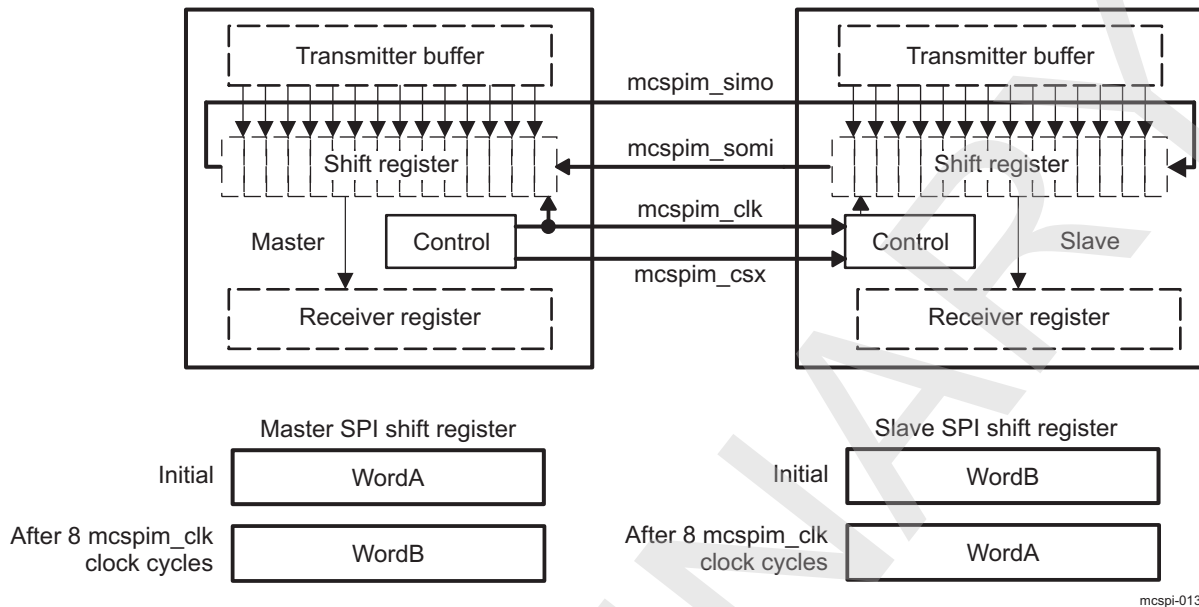 Transmitter buffer
Transmitter buffer
mcspim_simo
Shift register
mcspim_somi
Shift register
mcspim_clk
Master
Control
Control
Slave
mcspim_csx
Receiver register
Receiver register
Master SPI shift register
Slave SPI shift register
Initial
WordA
Initial
WordB
After 8 mcspim_clk
clock cycles
WordB
After 8 mcspim_clk
clock cycles
WordA
mcspi-013